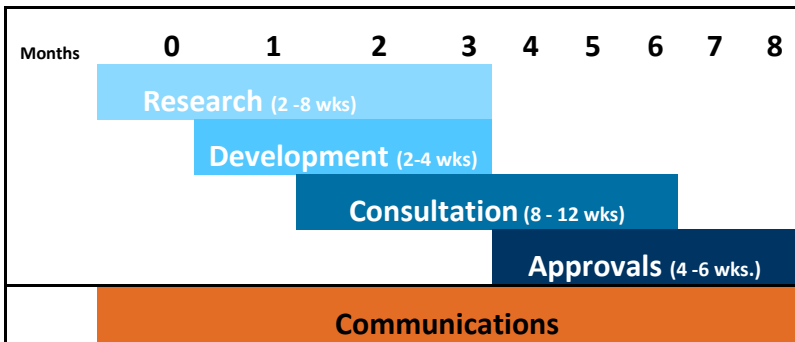 Months 0 1 2 3 4 5 6 7 8
Research (2 -8 wks)
Development (2-4 wks)
Consultation (8 - 12 wks)
Approvals (4 -6 wks.)
Communications